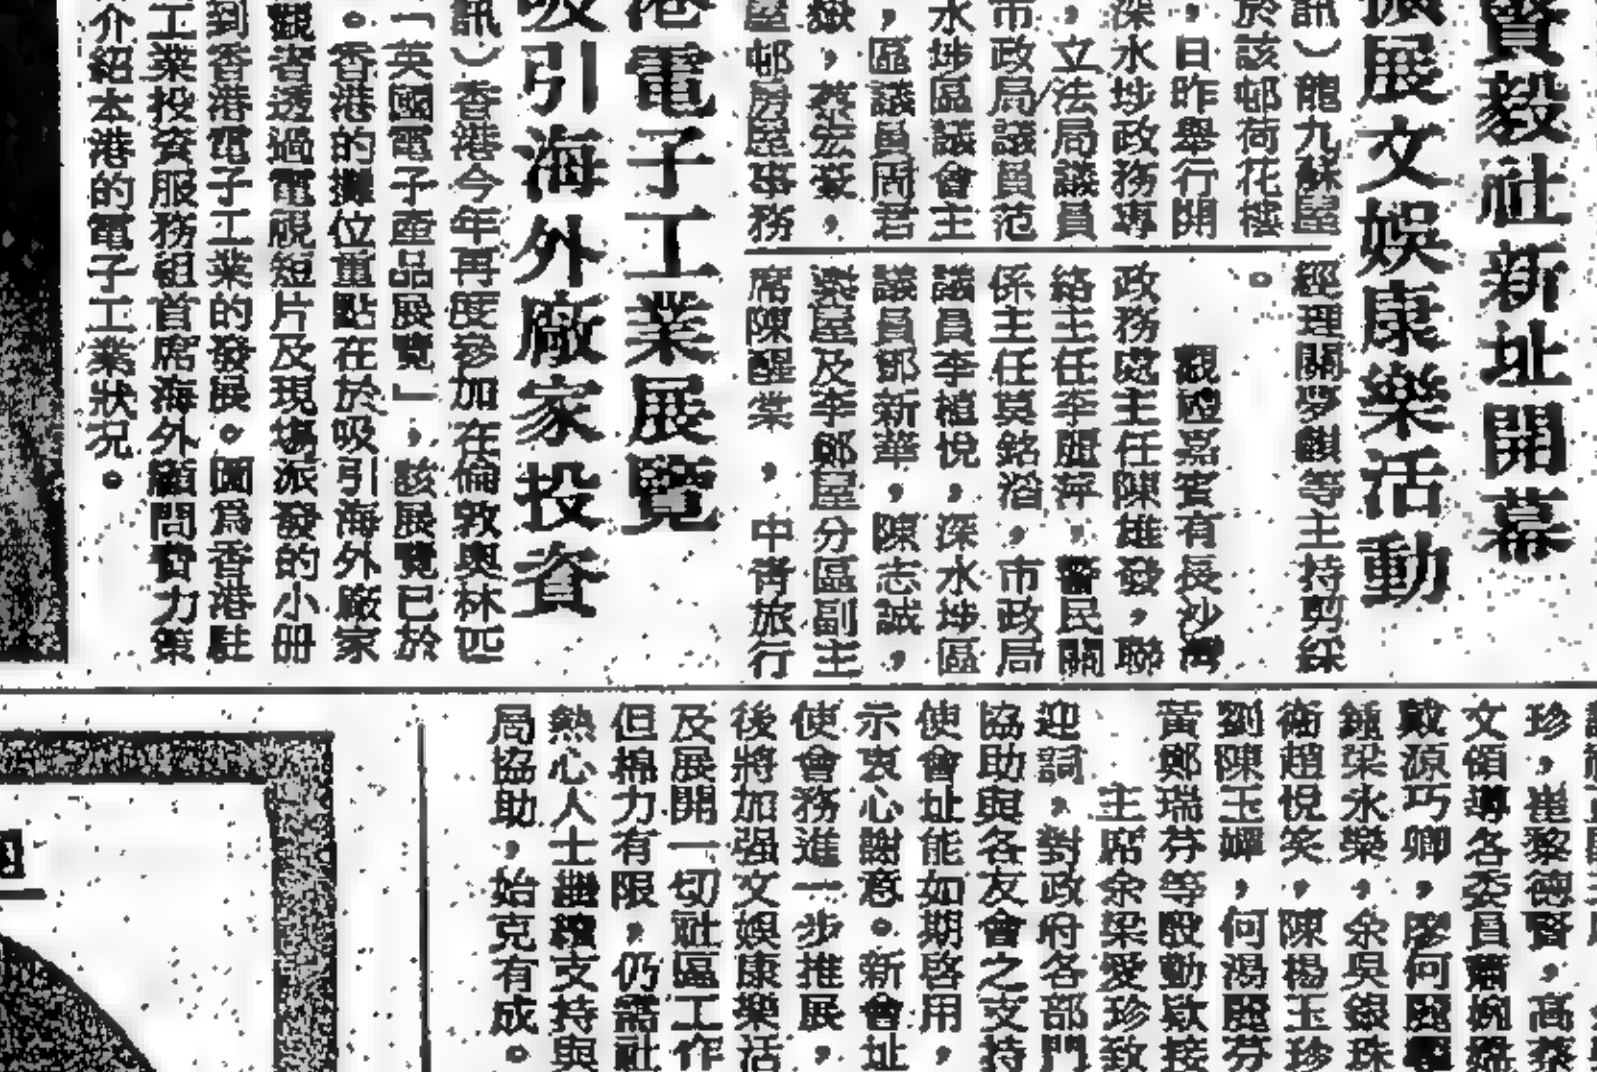 賢毅社新址開幕
展文娛康樂活動
訊）龍九蘇屋
於該邨荷花樓
，日昨舉行開
深水埗政務專
，立法局議員
市政局議員范
水埗區議會主
，區議員周君
，蔡宏豪，
屋邨房屋事務
經理關夢麒等主持剪綵
。
觀禮嘉賓有長沙灣
政務處主任陳雄發，聯
絡主任李麗萍，警民關
係主任莫銘滔，市政局
議員李植悅，深水埗區
議員鄧新華，陳志誠，
梁屋及李鄭屋分區副主
席陳醒棠，中青旅行
港電子工業展覽
吸引海外廠家投資
訊）香港今年再度參加在倫敦奧林匹
「英國電子產品展覽」，該展覽已於
。香港的攤位重點在於吸引海外廠家
觀者透過電視短片及現場派發的小册
到香港電子工業的發展。圖爲香港駐
工業投資服務組首席海外顧問費力策
介紹本港的電子工業狀况。
珍，崔黎德賢，高蔡
文領導各委員蕭婉嫦
戴源巧卿，廖何
鍾梁永樂，余吳銀珠
衛趙悅笑，陳楊玉珍
劉陳玉嬋，何馮麗芬
黃鄭瑞芬等殷勤欵接
主席余梁愛珍致
迎詞，對政府各部門
協助與各友會之支持
使會址能如期啓用，
示衷心謝意。新會址
使會務進一步推展，
後將加强文娛康樂活
及展開一切社區工作
但棉力有限，仍請社
熱心人士繼續支持與
局協助，始克有成。